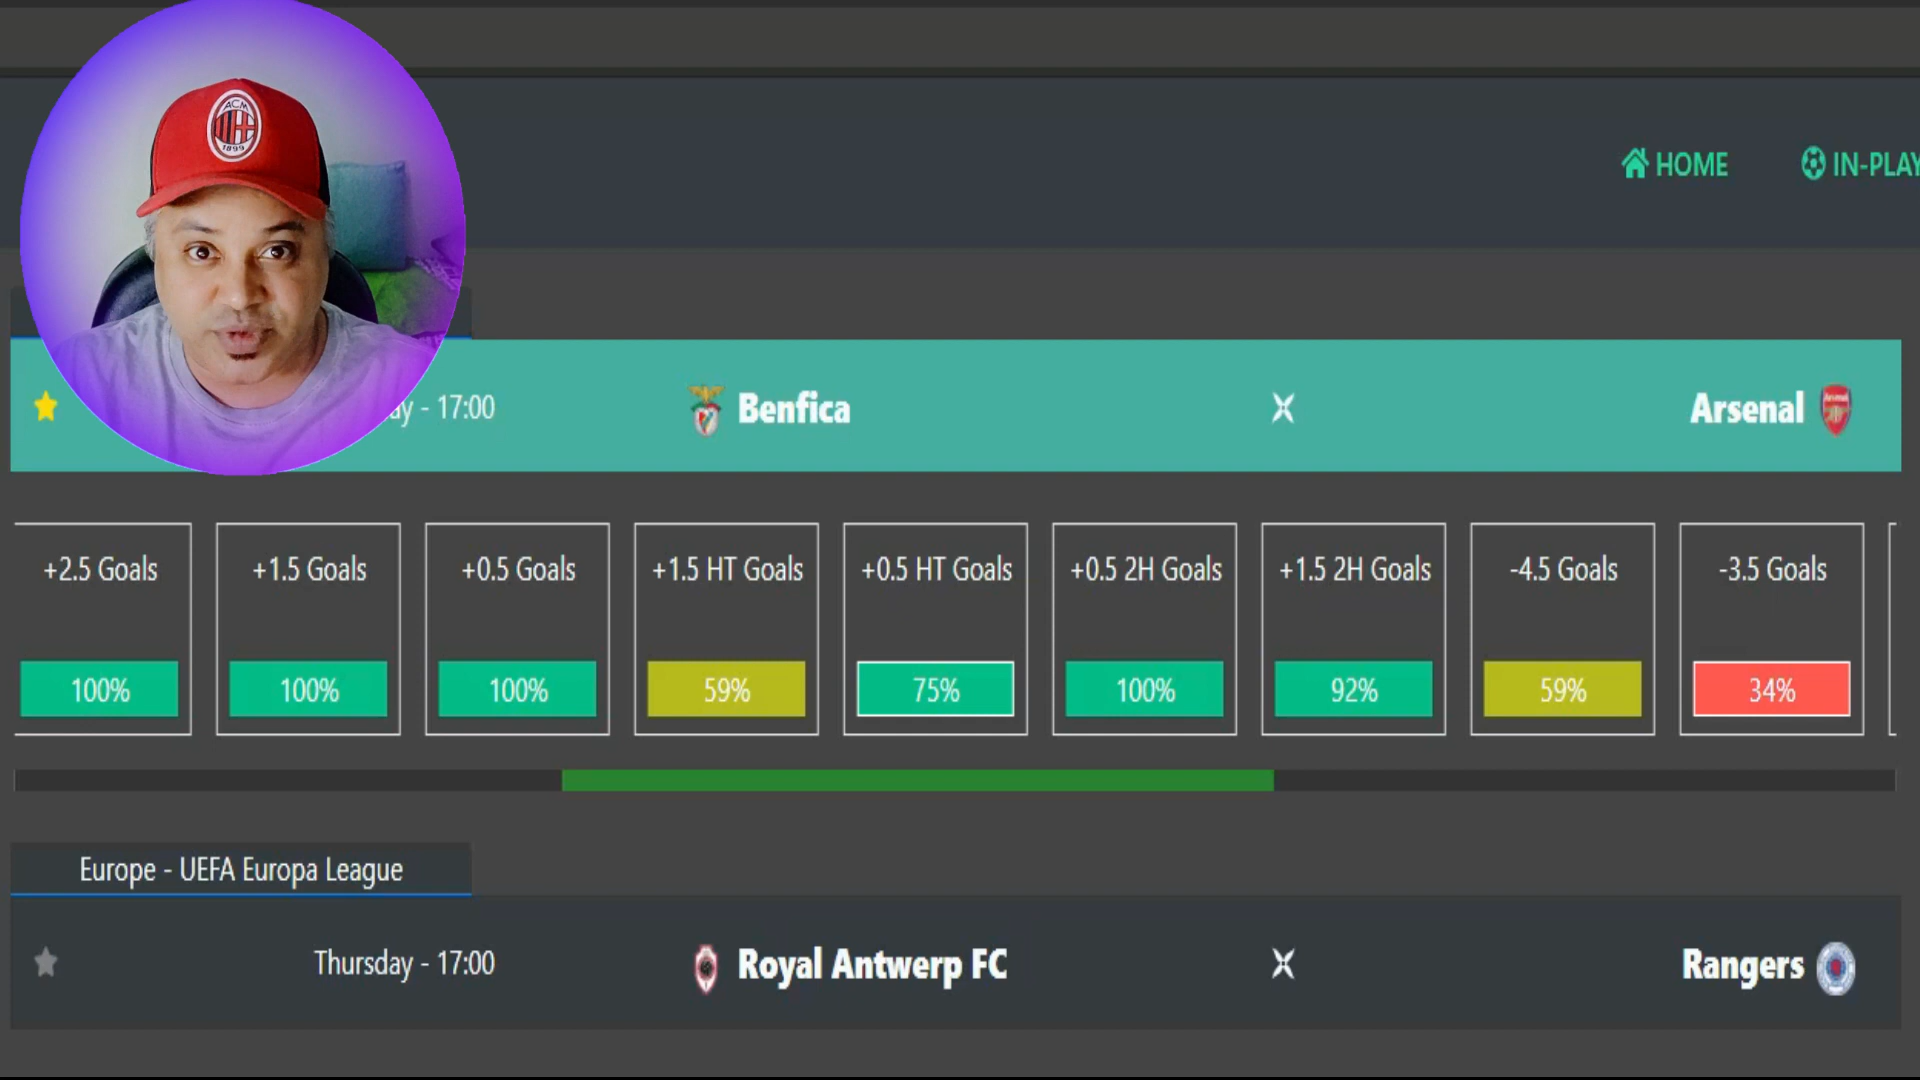 ACM
1899
HOME
IN-PLAY
ay - 17:00
Benfica
Arsenal
+2.5 Goals
+1.5 Goals
+0.5 Goals
+1.5 HT Goals
+0.5 HT Goals
+0.5 2H Goals
+1.5 2H Goals
-4.5 Goals
-3.5 Goals
100%
100%
100%
59%
75%
100%
92%
59%
34%
Europe - UEFA Europa League
Thursday - 17:00
Royal Antwerp FC
Rangers